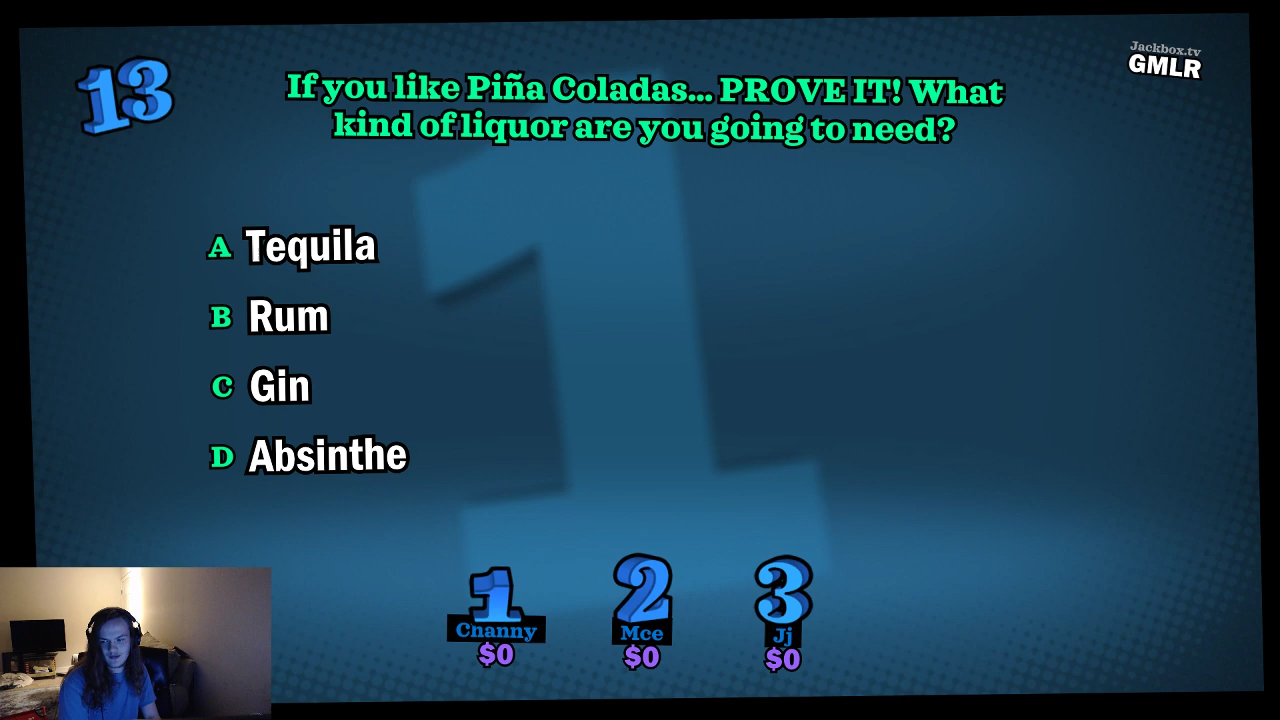 Jackbox.tv
GMLR
13
If you like Piña Coladas... PROVE IT! What
kind of liquor are you going to need?
A Tequila
B Rum
C Gin
D Absinthe
1
1 2 3
Cnanny Mce Jj
$0 $0 $0